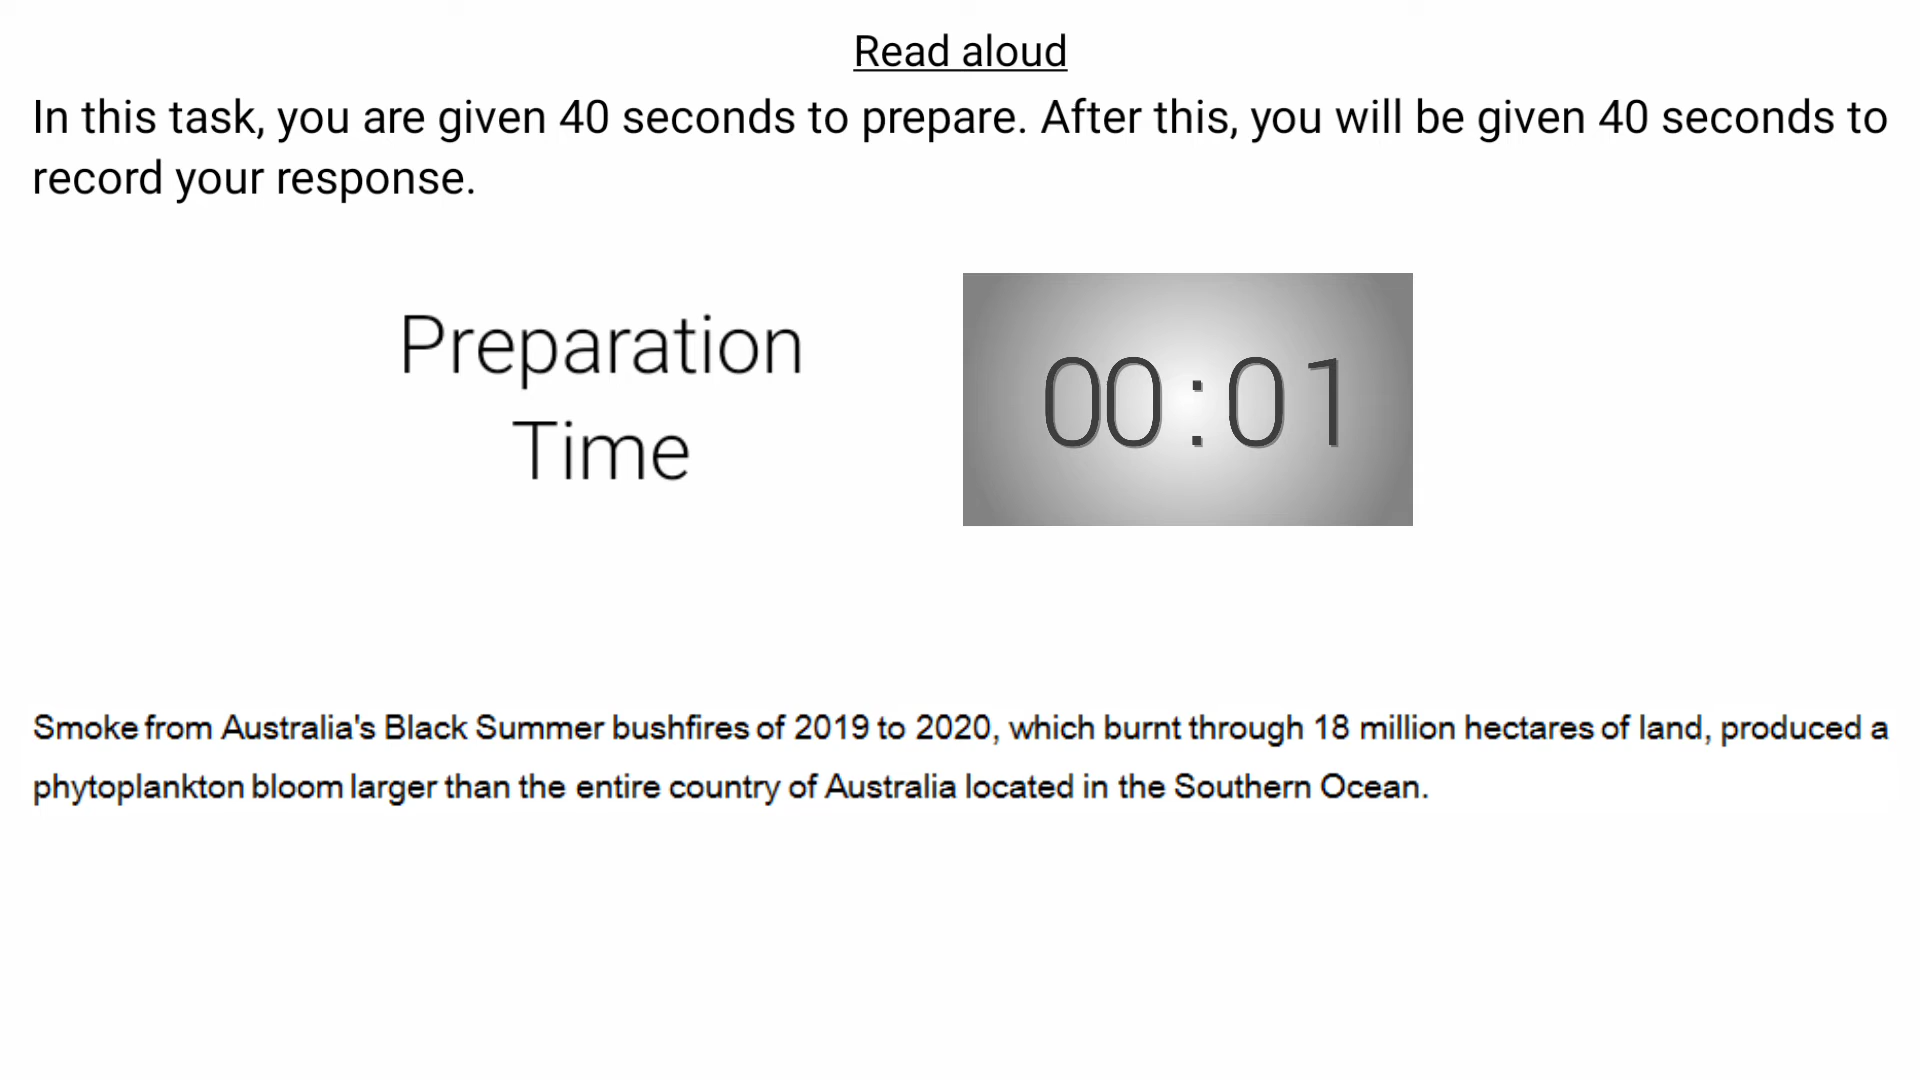 Read aloud
In this task, you are given 40 seconds to prepare. After this, you will be given 40 seconds to
record your response.
Preparation
Time
00:01
Smoke from Australia's Black Summer bushfires of 2019 to 2020, which burnt through 18 million hectares of land, produced a
phytoplankton bloom larger than the entire country of Australia located in the Southern Ocean.